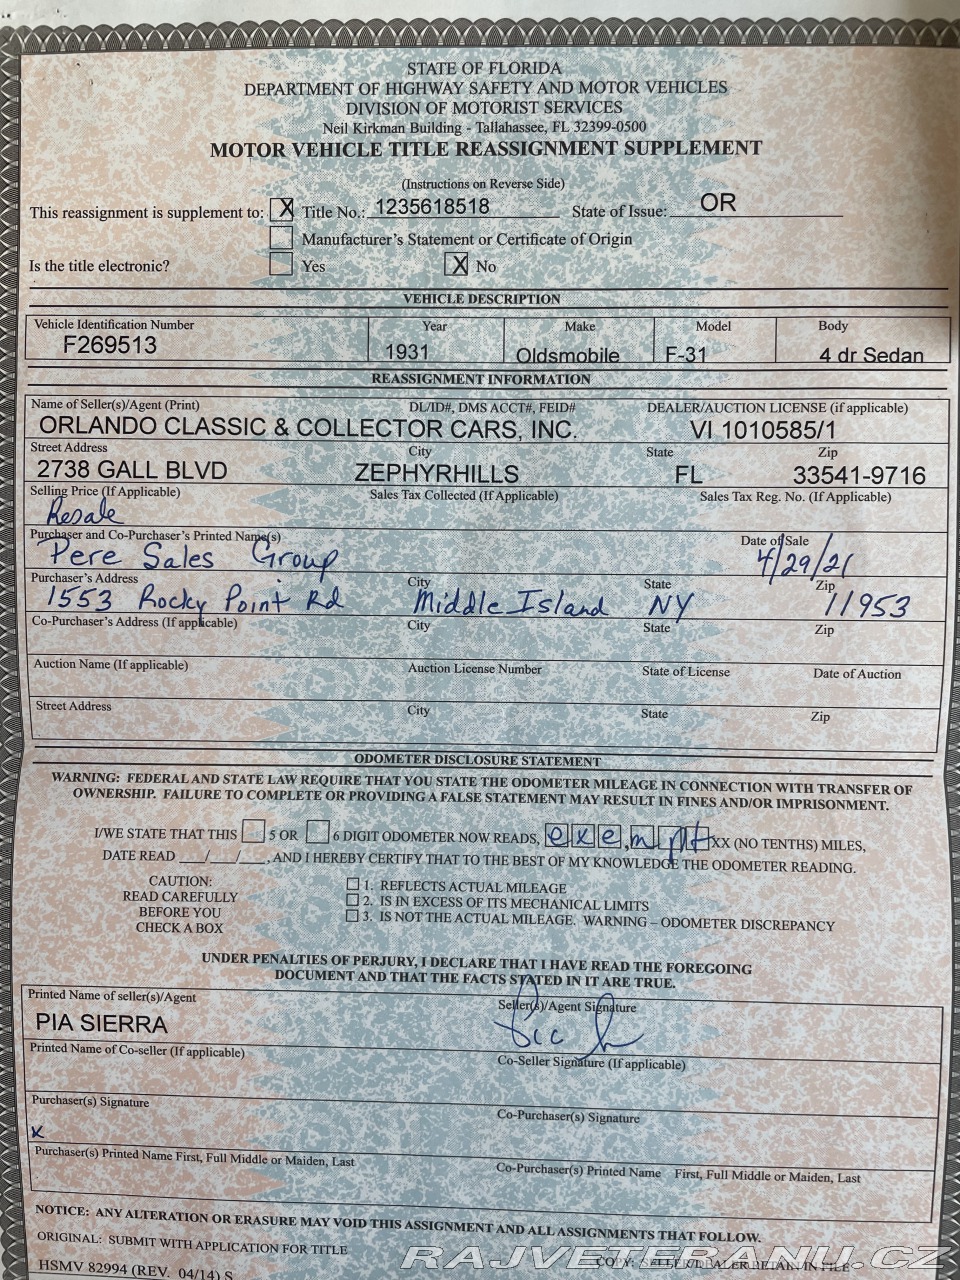 STATE OF FLORIDA
DEPARTMENT OF HIGHWAY SAFETY AND MOTOR VEHICLES
DIVISION OF MOTORIST SERVICES
Neil Kirkman Building - Tallahassee, FL 32399-0500
MOTOR VEHICLE TITLE REASSIGNMENT SUPPLEMENT
(Instructions on Reverse Side)
This reassignment is supplement to: X Title No.: 1235618518 State of Issue: OR
Manufacturer's Statement or Certificate of Origin
Is the title electronic? Yes X No
VEHICLE DESCRIPTION
Vehicle Identification Number Year Make Model Body
F269513 1931 Oldsmobile F-31 4 dr Sedan
REASSIGNMENT INFORMATION
Name of Seller(s)/Agent (Print) DL/ID#, DMS ACCT#, FEID# DEALER/AUCTION LICENSE (if applicable)
ORLANDO CLASSIC & COLLECTOR CARS, INC. VI 1010585/1
Street Address City State Zip
2738 GALL BLVD ZEPHYRHILLS FL 33541-9716
Selling Price (If Applicable) Sales Tax Collected (If Applicable) Sales Tax Reg. No. (If Applicable)
Resale
Purchaser and Co-Purchaser's Printed Name(s) Date of Sale
Pere Sales Group 4/29/21
Purchaser's Address City State Zip
1553 Rocky Point Rd Middle Island NY 11953
Co-Purchaser's Address (If applicable) City State Zip
Auction Name (If applicable) Auction License Number State of License Date of Auction
Street Address City State Zip
ODOMETER DISCLOSURE STATEMENT
WARNING: FEDERAL AND STATE LAW REQUIRE THAT YOU STATE THE ODOMETER MILEAGE IN CONNECTION WITH TRANSFER OF
OWNERSHIP. FAILURE TO COMPLETE OR PROVIDING A FALSE STATEMENT MAY RESULT IN FINES AND/OR IMPRISONMENT.
I/WE STATE THAT THIS 5 OR 6 DIGIT ODOMETER NOW READS, exe,mpt XX (NO TENTHS) MILES,
DATE READ ___/___/___, AND I HEREBY CERTIFY THAT TO THE BEST OF MY KNOWLEDGE THE ODOMETER READING.
CAUTION:
READ CAREFULLY
BEFORE YOU
CHECK A BOX
1. REFLECTS ACTUAL MILEAGE
2. IS IN EXCESS OF ITS MECHANICAL LIMITS
3. IS NOT THE ACTUAL MILEAGE. WARNING – ODOMETER DISCREPANCY
UNDER PENALTIES OF PERJURY, I DECLARE THAT I HAVE READ THE FOREGOING
DOCUMENT AND THAT THE FACTS STATED IN IT ARE TRUE.
Printed Name of seller(s)/Agent Seller(s)/Agent Signature
PIA SIERRA
Printed Name of Co-seller (If applicable) Co-Seller Signature (If applicable)
Purchaser(s) Signature Co-Purchaser(s) Signature
x
Purchaser(s) Printed Name First, Full Middle or Maiden, Last Co-Purchaser(s) Printed Name First, Full Middle or Maiden, Last
NOTICE: ANY ALTERATION OR ERASURE MAY VOID THIS ASSIGNMENT AND ALL ASSIGNMENTS THAT FOLLOW.
ORIGINAL: SUBMIT WITH APPLICATION FOR TITLE
COPY: SELLER/DEALER RETAIN IN FILE
HSMV 82994 (REV. 04/14) S
RAJVETERANU.CZ